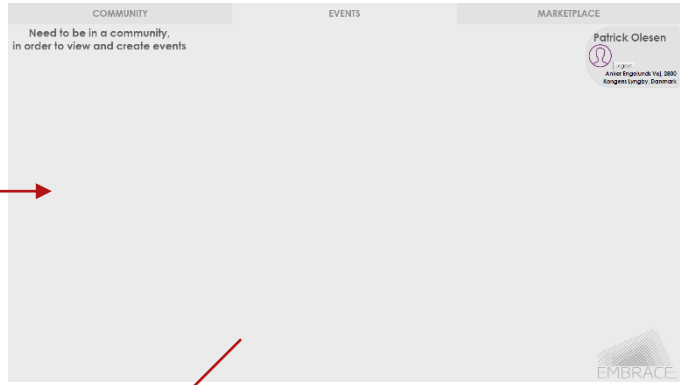 COMMUNITY EVENTS MARKETPLACE
Need to be in a community,
in order to view and create events
Patrick Olesen
Logout
Anker Engelunds Vej, 2800
Kongens Lyngby, Danmark
EMBRACE